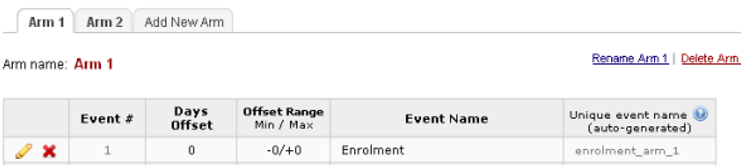 Arm 1 Arm 2 Add New Arm
Arm name: Arm 1 Rename Arm 1 | Delete Arm
Event # Days Offset Offset Range Min / Max Event Name Unique event name (auto-generated)
1 0 -0/+0 Enrolment enrolment_arm_1